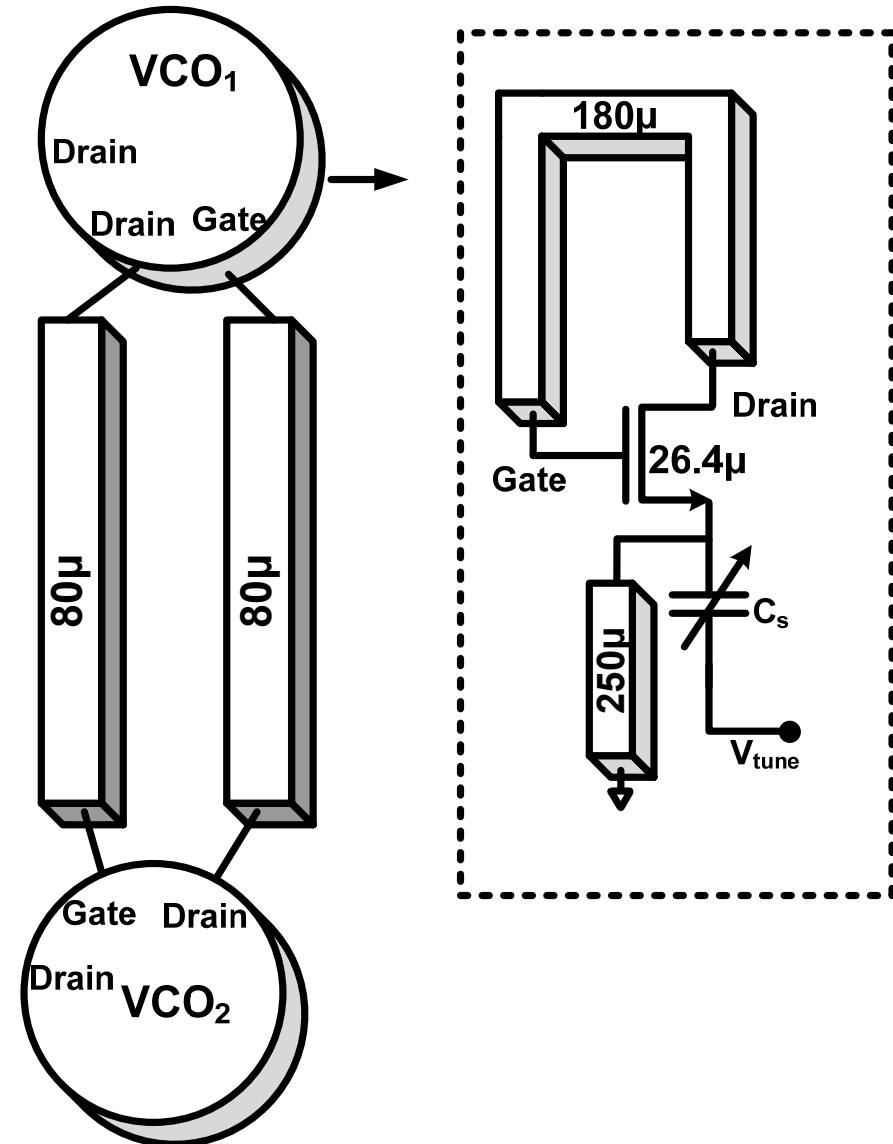 VCO₁
Drain
Drain Gate
80μ
80μ
Gate Drain
Drain
VCO₂
180μ
Drain
Gate
26.4μ
250μ
Cₛ
Vtune